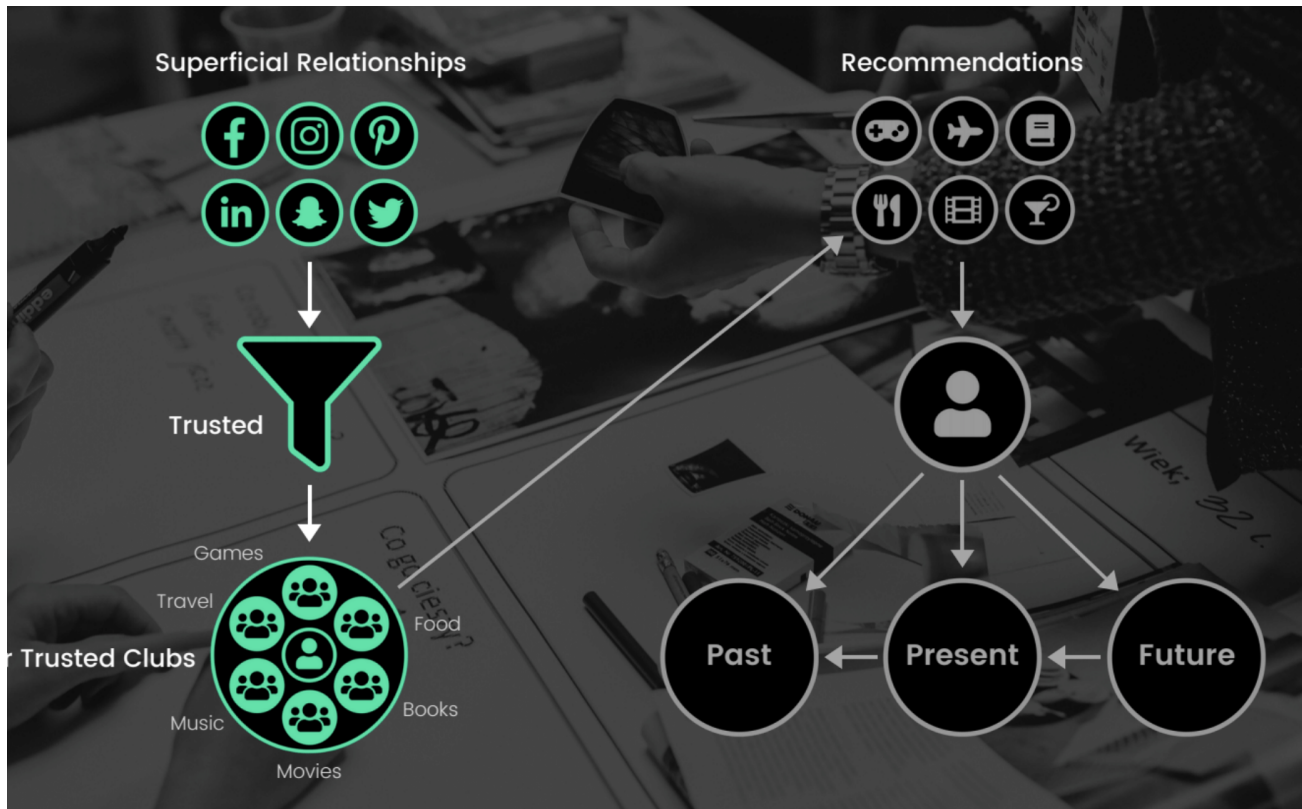 Superficial Relationships
Trusted
Games
Travel
Food
r Trusted Clubs
Music
Books
Movies
Recommendations
Past
Present
Future
in
Wiek; 32 l.
Co go cieszy?